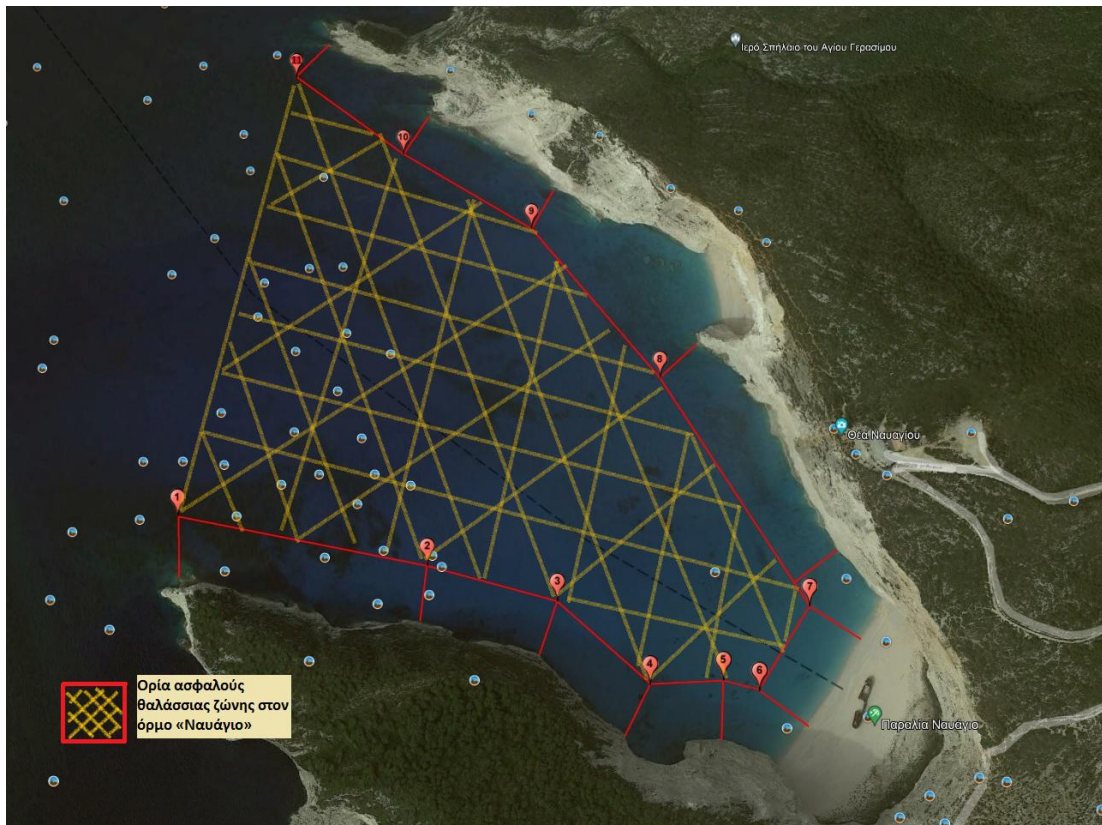 11
Ιερό Σπήλαιο του Αγίου Γερασίμου
10
9
8
Θέα Ναυαγίου
1
2
3
7
4
5
6
Ορία ασφαλούς
θαλάσσιας ζώνης στον
όρμο «Ναυάγιο»
Παραλία Ναυάγιο